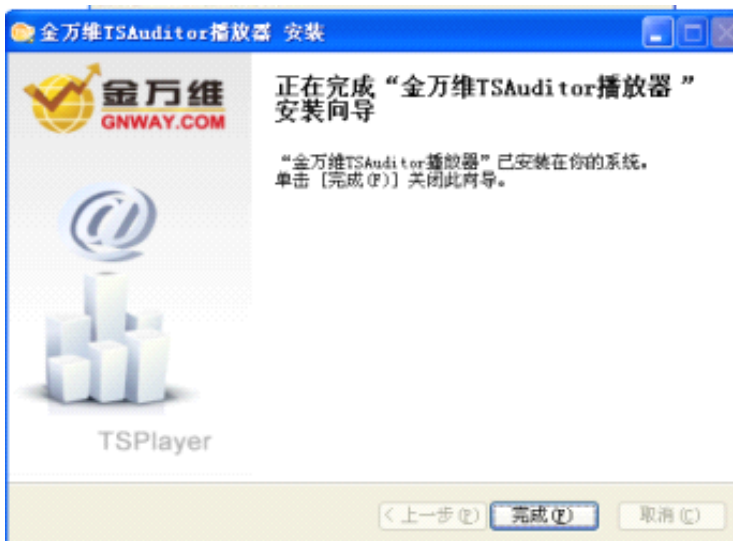 金万维TSAuditor播放器 安装
金万维
GNWAY.COM
正在完成“金万维TSAuditor播放器 ”
安装向导
“金万维TSAuditor播放器”已安装在你的系统。
单击 [完成(F)] 关闭此向导。
@
TSPlayer
< 上一步(P)
完成(F)
取消(C)